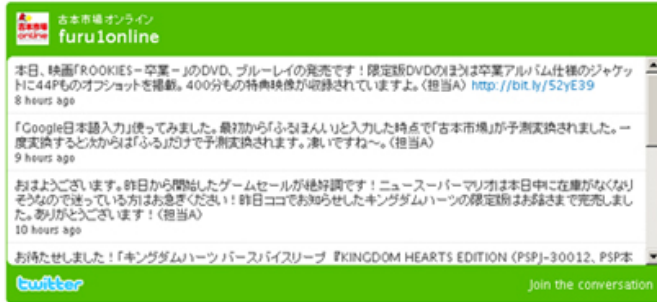 古本市場
online
古本市場オンライン
furu1online
本日、映画「ROOKIES－卒業－」のDVD、ブルーレイの発売です！限定版DVDのほうは卒業アルバム仕様のジャケッ
トに44Pものオフショットを掲載。400分もの特典映像が収録されていますよ。（担当A） http://bit.ly/52yE39
8 hours ago
「Google日本語入力」使ってみました。最初から「ふるほんい」と入力した時点で「古本市場」が予測変換されました。一
度変換すると次からは「ふる」だけで予測変換されます。凄いですね～。（担当A）
9 hours ago
おはようございます。昨日から開始したゲームセールが絶好調です！ニュースーパーマリオは本日中に在庫がなくなり
そうなので迷っている方はお急ぎください！昨日ココでお知らせしたキングダムハーツの限定版はお陰さまで完売しまし
た。ありがとうございます！（担当A）
10 hours ago
お待たせしました！「キングダムハーツ バースバイスリープ 『KINGDOM HEARTS EDITION （PSPJ-30012、PSP本
twitter
Join the conversation